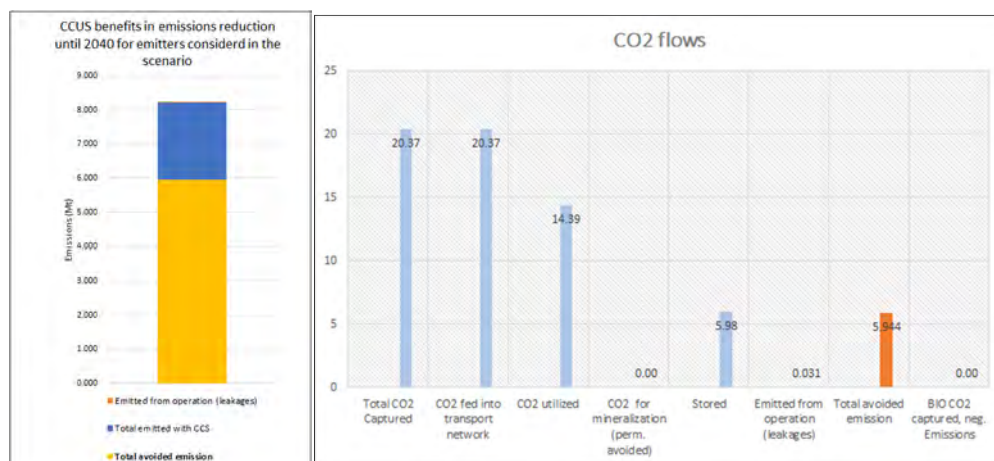 CCUS benefits in emissions reduction
until 2040 for emitters considerd in the
scenario
9.000
8.000
7.000
6.000
5.000
4.000
3.000
2.000
1.000
0.000
Emissions (Mt)
Emitted from operation (leakages)
Total emitted with CCS
Total avoided emission
CO2 flows
25
20
15
10
5
0
20.37
20.37
14.39
0.00
5.98
0.031
5.944
0.00
Total CO2
Captured
CO2 fed into
transport
network
CO2 utilized
CO2 for
mineralization
(perm.
avoided)
Stored
Emitted from
operation
(leakages)
Total avoided
emission
BIO CO2
captured, neg.
Emissions